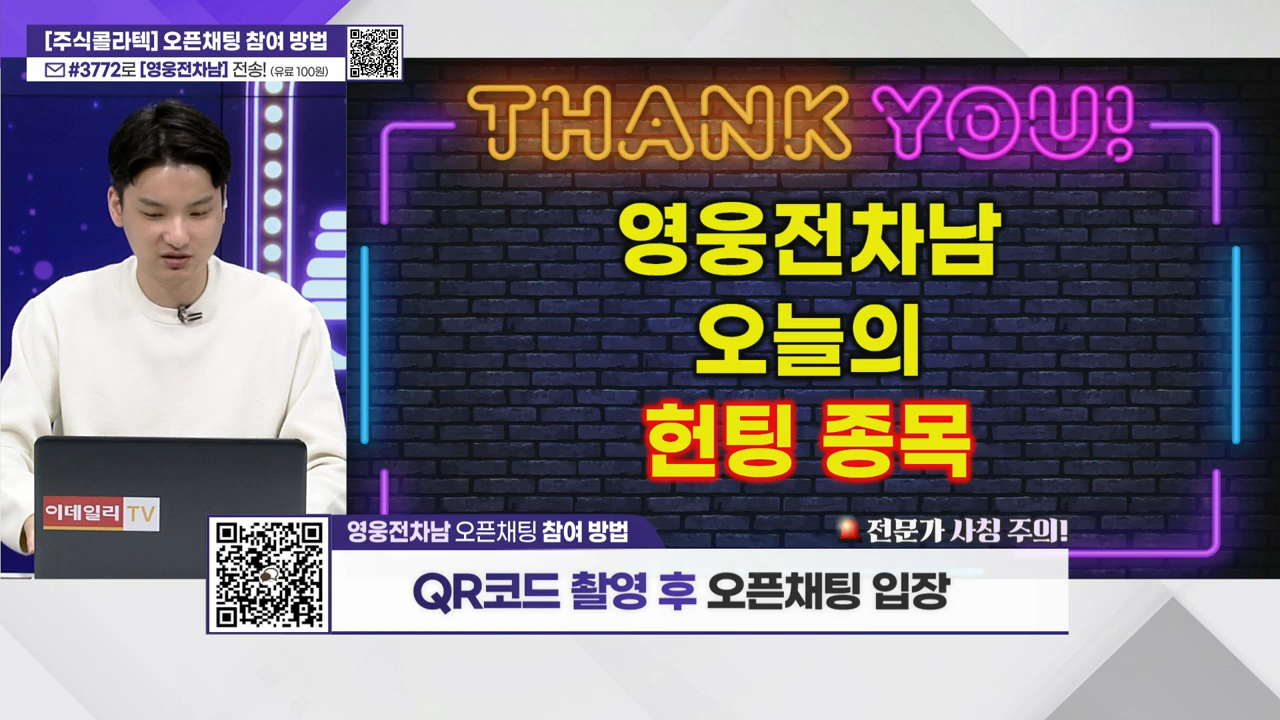 [주식콜라텍] 오픈채팅 참여 방법
#3772로 [영웅전차남] 전송! (유료 100원)
THANK YOU!
영웅전차남
오늘의
헌팅 종목
이데일리TV
영웅전차남 오픈채팅 참여 방법
전문가 사칭 주의!
QR코드 촬영 후 오픈채팅 입장